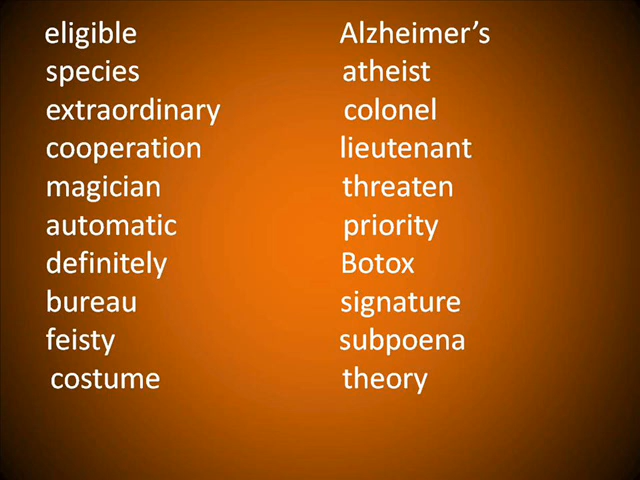 eligible
species
extraordinary
cooperation
magician
automatic
definitely
bureau
feisty
costume
Alzheimer’s
atheist
colonel
lieutenant
threaten
priority
Botox
signature
subpoena
theory